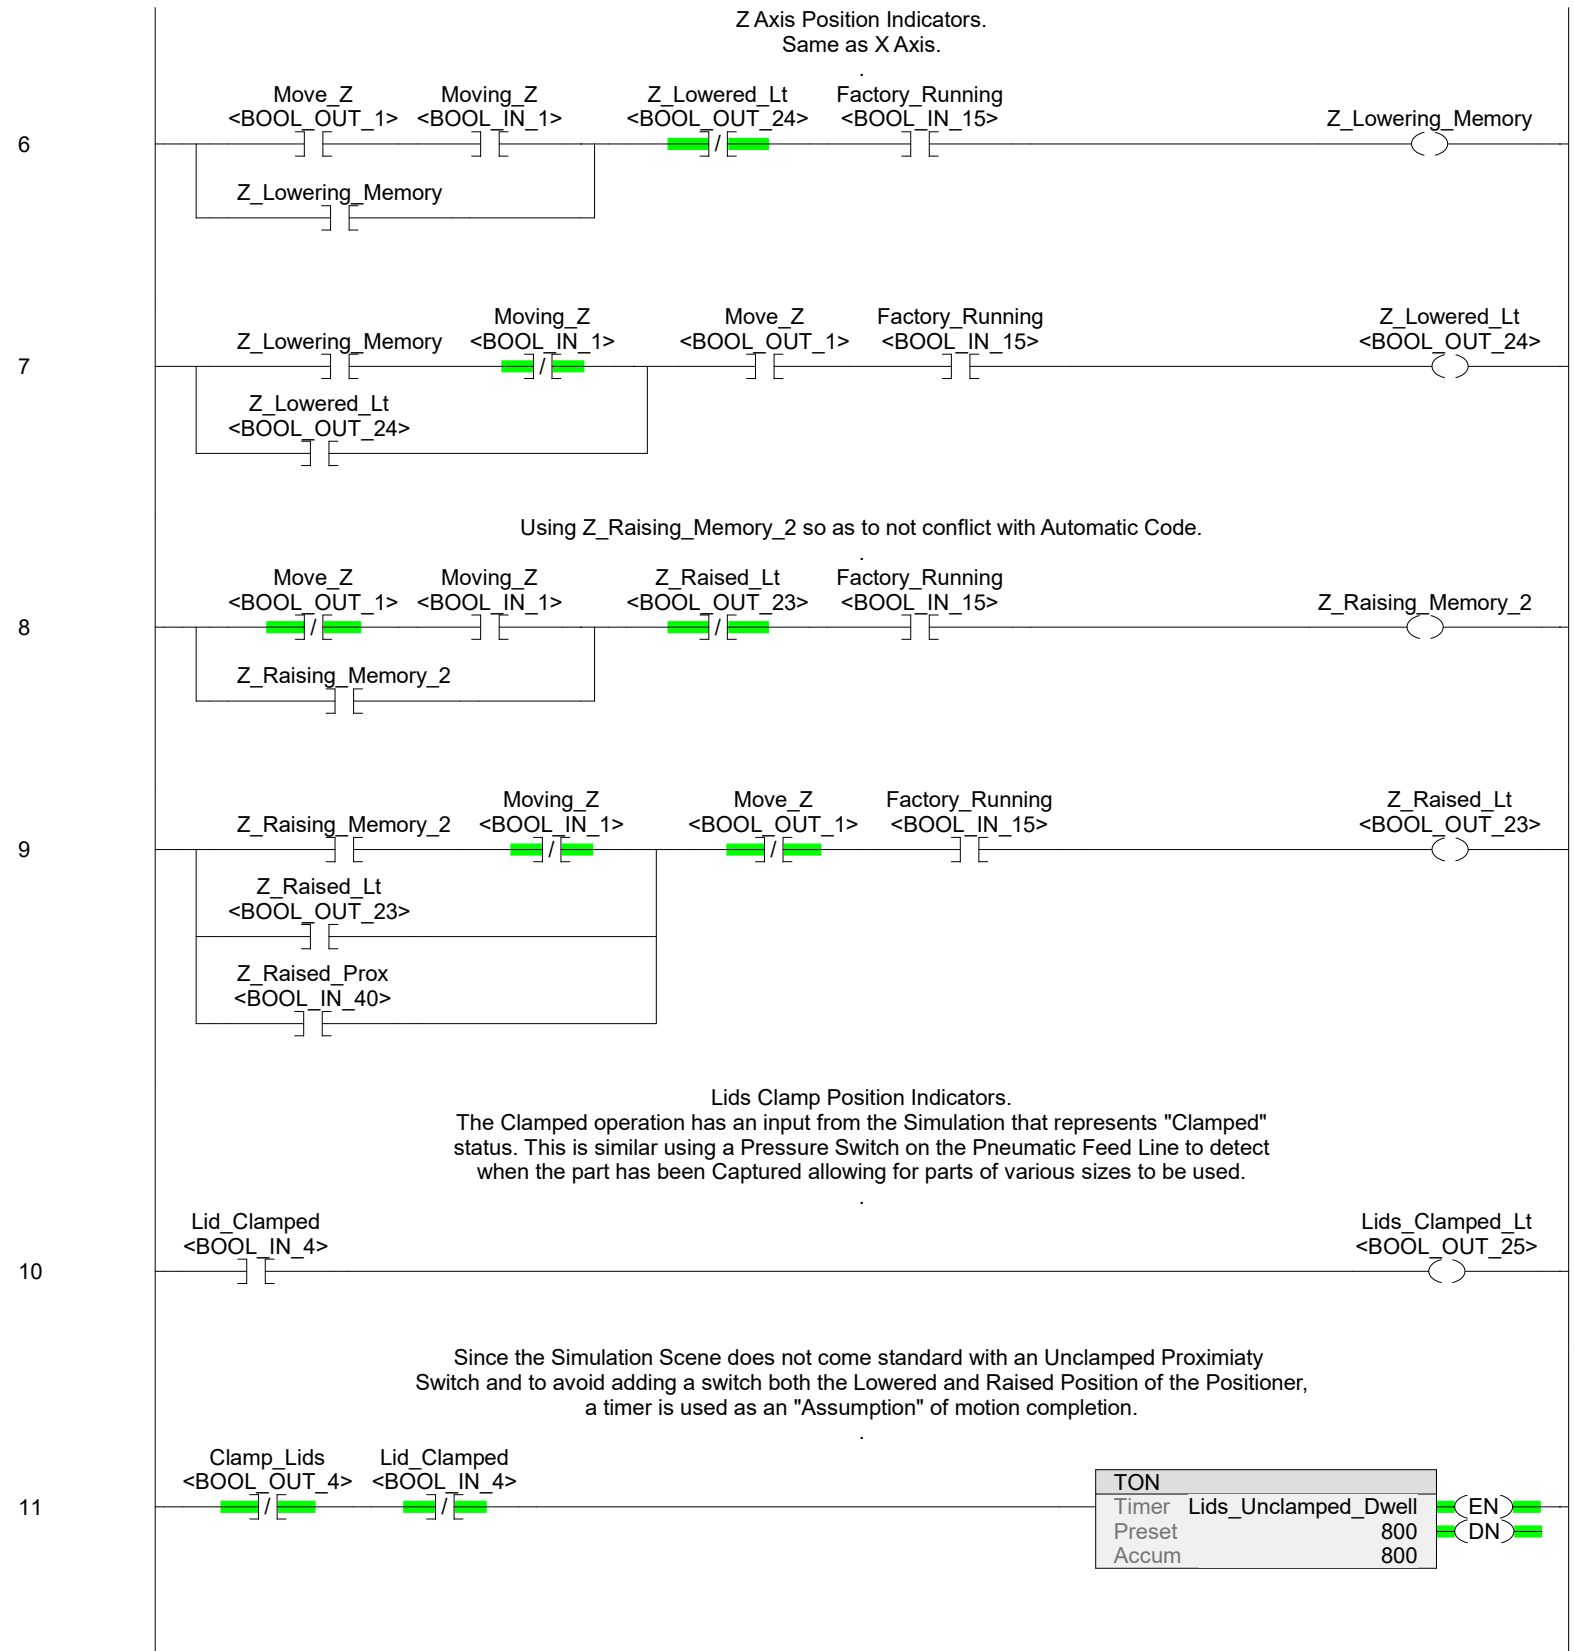 Z Axis Position Indicators.
Same as X Axis.
.
Move_Z Moving_Z Z_Lowered_Lt Factory_Running
<BOOL_OUT_1> <BOOL_IN_1> <BOOL_OUT_24> <BOOL_IN_15> Z_Lowering_Memory
6 /
Z_Lowering_Memory
Moving_Z Move_Z Factory_Running Z_Lowered_Lt
Z_Lowering_Memory <BOOL_IN_1> <BOOL_OUT_1> <BOOL_IN_15> <BOOL_OUT_24>
7 /
Z_Lowered_Lt
<BOOL_OUT_24>
Using Z_Raising_Memory_2 so as to not conflict with Automatic Code.
.
Move_Z Moving_Z Z_Raised_Lt Factory_Running
<BOOL_OUT_1> <BOOL_IN_1> <BOOL_OUT_23> <BOOL_IN_15> Z_Raising_Memory_2
8 / /
Z_Raising_Memory_2
Moving_Z Move_Z Factory_Running Z_Raised_Lt
Z_Raising_Memory_2 <BOOL_IN_1> <BOOL_OUT_1> <BOOL_IN_15> <BOOL_OUT_23>
9 / /
Z_Raised_Lt
<BOOL_OUT_23>
Z_Raised_Prox
<BOOL_IN_40>
Lids Clamp Position Indicators.
The Clamped operation has an input from the Simulation that represents "Clamped"
status. This is similar using a Pressure Switch on the Pneumatic Feed Line to detect
when the part has been Captured allowing for parts of various sizes to be used.
.
Lid_Clamped Lids_Clamped_Lt
<BOOL_IN_4> <BOOL_OUT_25>
10
Since the Simulation Scene does not come standard with an Unclamped Proximiaty
Switch and to avoid adding a switch both the Lowered and Raised Position of the Positioner,
a timer is used as an "Assumption" of motion completion.
.
Clamp_Lids Lid_Clamped
<BOOL_OUT_4> <BOOL_IN_4>
TON
11 / / Timer Lids_Unclamped_Dwell EN
Preset 800 DN
Accum 800